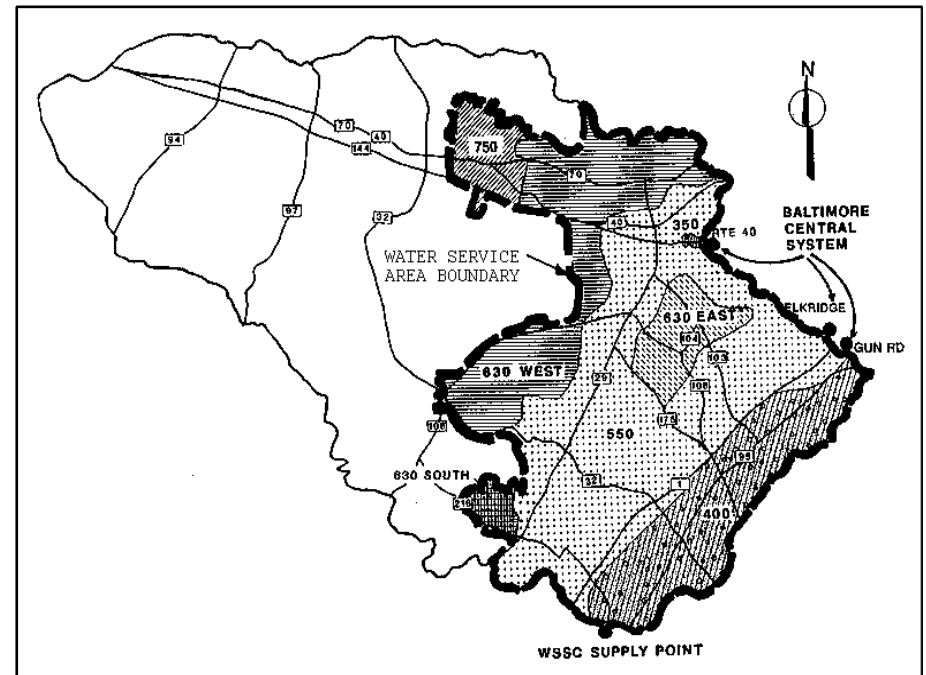 N
94
70
40
144
750
70
97
32
40
350
RTE 40
BALTIMORE
CENTRAL
SYSTEM
WATER SERVICE
AREA BOUNDARY
ELKRIDGE
630 EAST
104
GUN RD
103
630 WEST
29
108
108
175
550
95
630 SOUTH
32
1
216
400
WSSC SUPPLY POINT